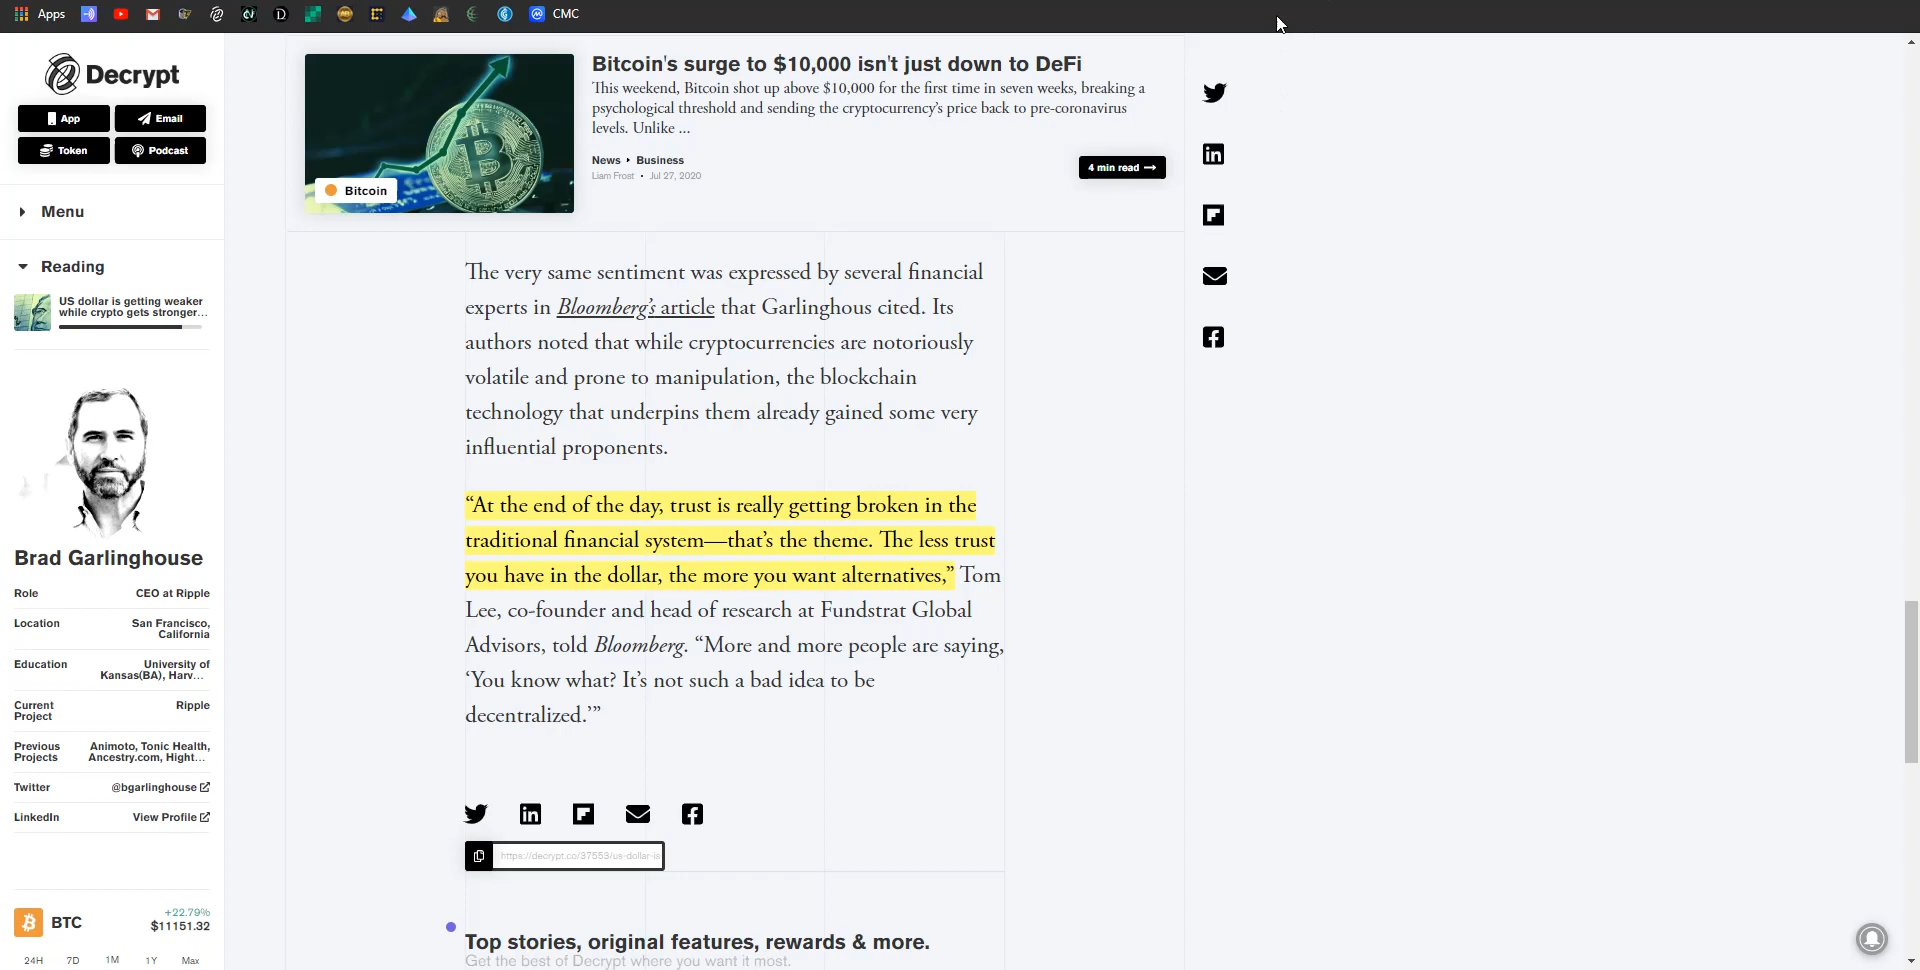 Apps
CMC
Decrypt
App
Email
Token
Podcast
Menu
Reading
US dollar is getting weaker
while crypto gets stronger...
Brad Garlinghouse
Role CEO at Ripple
Location San Francisco,
California
Education University of
Kansas(BA), Harv...
Current Ripple
Project
Previous Animoto, Tonic Health,
Projects Ancestry.com, Hight...
Twitter @bgarlinghouse
LinkedIn View Profile
BTC
+22.79%
$11151.32
24H 7D 1M 1Y Max
Bitcoin
Bitcoin's surge to $10,000 isn't just down to DeFi
This weekend, Bitcoin shot up above $10,000 for the first time in seven weeks, breaking a
psychological threshold and sending the cryptocurrency's price back to pre-coronavirus
levels. Unlike ...
News ‣ Business
Liam Frost • Jul 27, 2020
4 min read →
The very same sentiment was expressed by several financial
experts in Bloomberg’s article that Garlinghous cited. Its
authors noted that while cryptocurrencies are notoriously
volatile and prone to manipulation, the blockchain
technology that underpins them already gained some very
influential proponents.
“At the end of the day, trust is really getting broken in the
traditional financial system—that’s the theme. The less trust
you have in the dollar, the more you want alternatives,” Tom
Lee, co-founder and head of research at Fundstrat Global
Advisors, told Bloomberg. “More and more people are saying,
‘You know what? It’s not such a bad idea to be
decentralized.’”
https://decrypt.co/37553/us-dollar-is
Top stories, original features, rewards & more.
Get the best of Decrypt where you want it most.